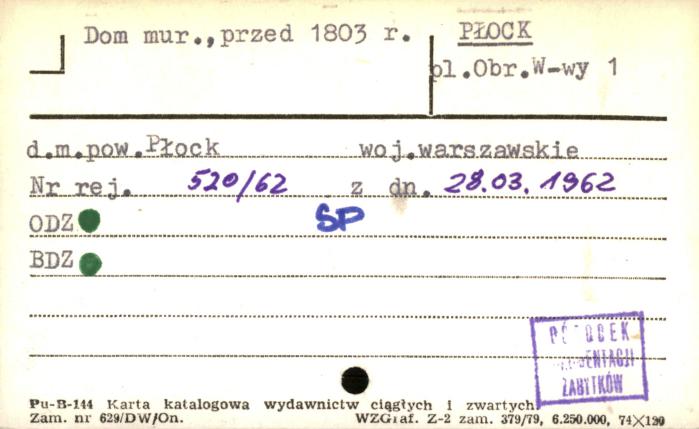 Dom mur., przed 1803 r.
PŁOCK
pl.Obr.W-wy 1
d.m.pow.Płock woj.warszawskie
Nr rej. 520/62 z dn. 28.03.1962
ODZ SP
BDZ
ZABYTKÓW
Pu-B-144 Karta katalogowa wydawnictw ciągłych i zwartych.
Zam. nr 629/DW/On. WZGraf. Z-2 zam. 379/79, 6.250.000, 74×120